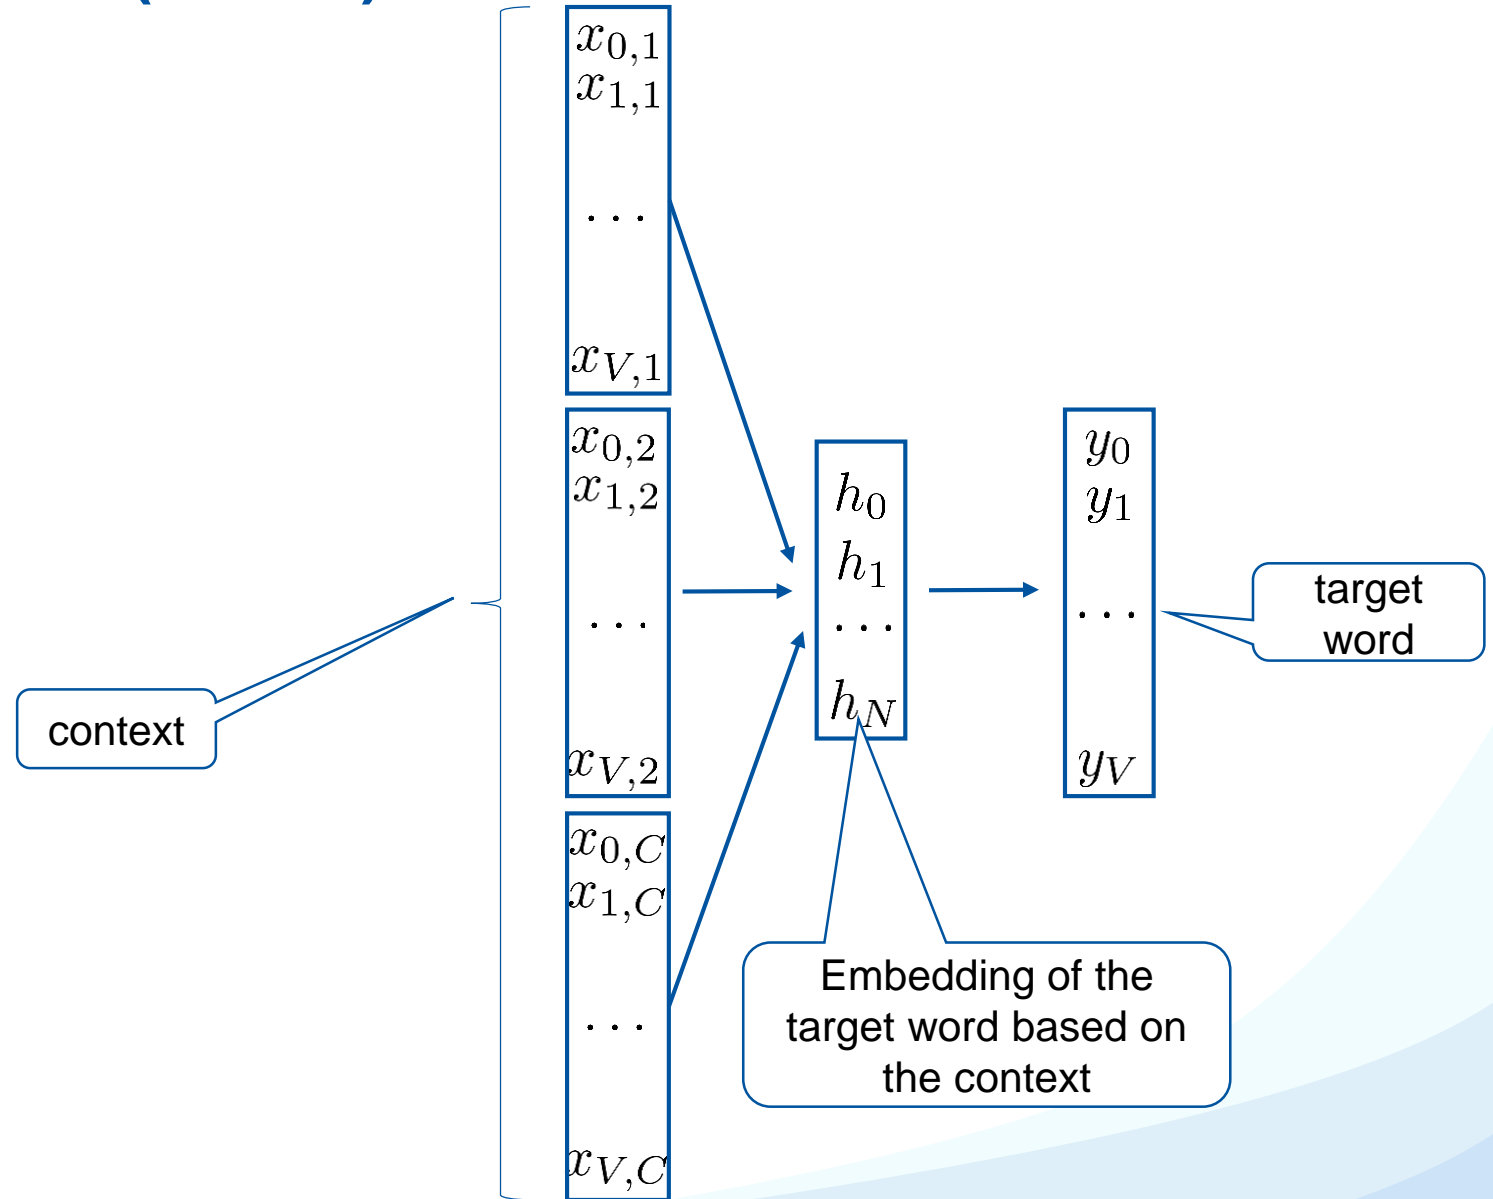 x_{0,1}
x_{1,1}
...
x_{V,1}
x_{0,2}
x_{1,2}
...
x_{V,2}
x_{0,C}
x_{1,C}
...
x_{V,C}
context
h_0
h_1
...
h_N
Embedding of the
target word based on
the context
y_0
y_1
...
y_V
target
word